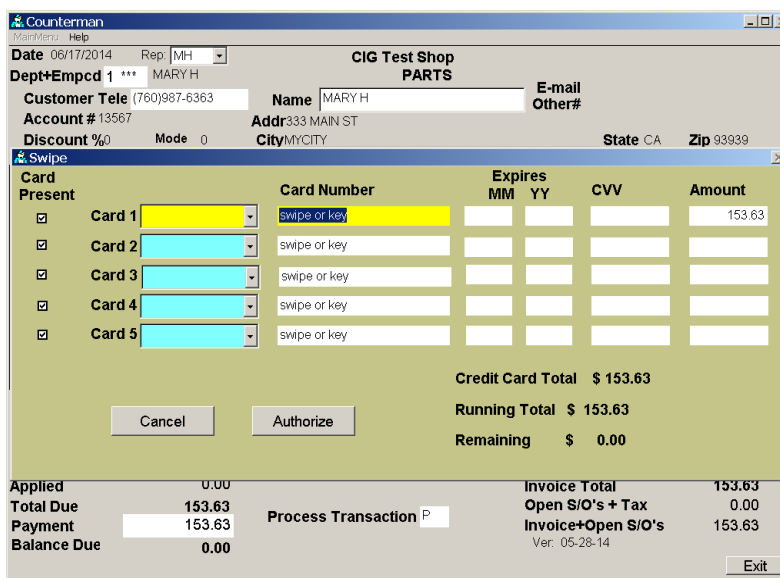 Counterman
MainMenu Help
Date 06/17/2014 Rep: MH CIG Test Shop
Dept+Empcd 1 *** MARY H PARTS
Customer Tele (760)987-6363 Name MARY H E-mail
Other#
Account # 13567 Addr 333 MAIN ST
Discount % 0 Mode 0 City MYCITY State CA Zip 93939
Swipe
Card Expires
Present Card Number MM YY CVV Amount
Card 1 swipe or key 153.63
Card 2 swipe or key
Card 3 swipe or key
Card 4 swipe or key
Card 5 swipe or key
Credit Card Total $ 153.63
Cancel Authorize Running Total $ 153.63
Remaining $ 0.00
Applied 0.00 Invoice Total 153.63
Total Due 153.63 Open S/O's + Tax 0.00
Payment 153.63 Process Transaction P Invoice+Open S/O's 153.63
Balance Due 0.00 Ver: 05-28-14
Exit